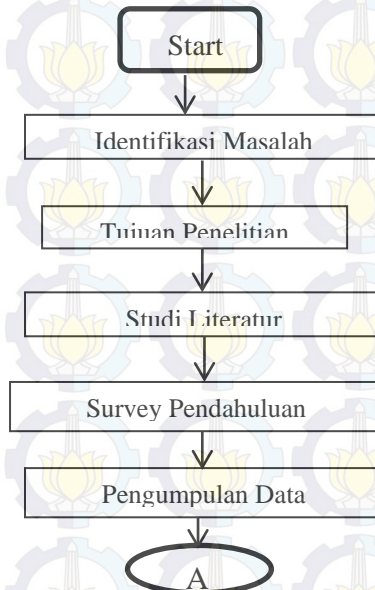 Start
Identifikasi Masalah
Tujuan Penelitian
Studi Literatur
Survey Pendahuluan
Pengumpulan Data
A